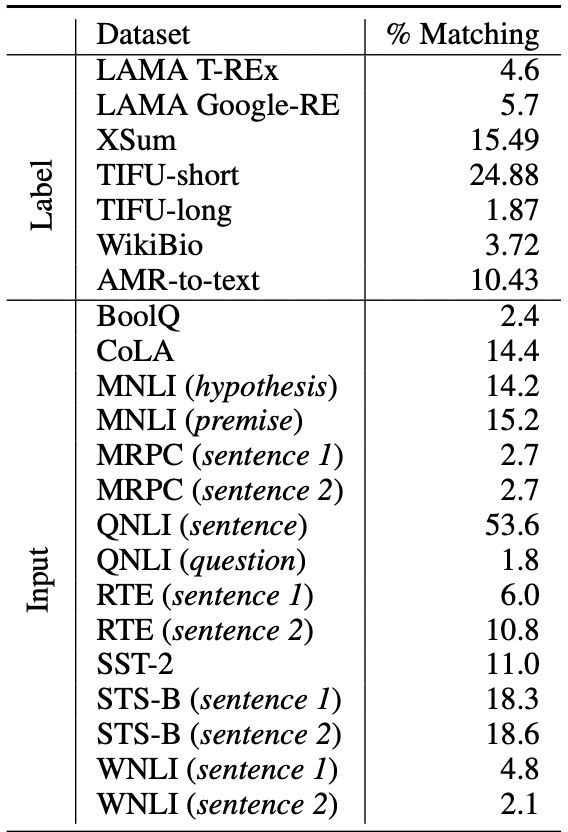 Dataset % Matching
Label
LAMA T-REx 4.6
LAMA Google-RE 5.7
XSum 15.49
TIFU-short 24.88
TIFU-long 1.87
WikiBio 3.72
AMR-to-text 10.43
Input
BoolQ 2.4
CoLA 14.4
MNLI (hypothesis) 14.2
MNLI (premise) 15.2
MRPC (sentence 1) 2.7
MRPC (sentence 2) 2.7
QNLI (sentence) 53.6
QNLI (question) 1.8
RTE (sentence 1) 6.0
RTE (sentence 2) 10.8
SST-2 11.0
STS-B (sentence 1) 18.3
STS-B (sentence 2) 18.6
WNLI (sentence 1) 4.8
WNLI (sentence 2) 2.1